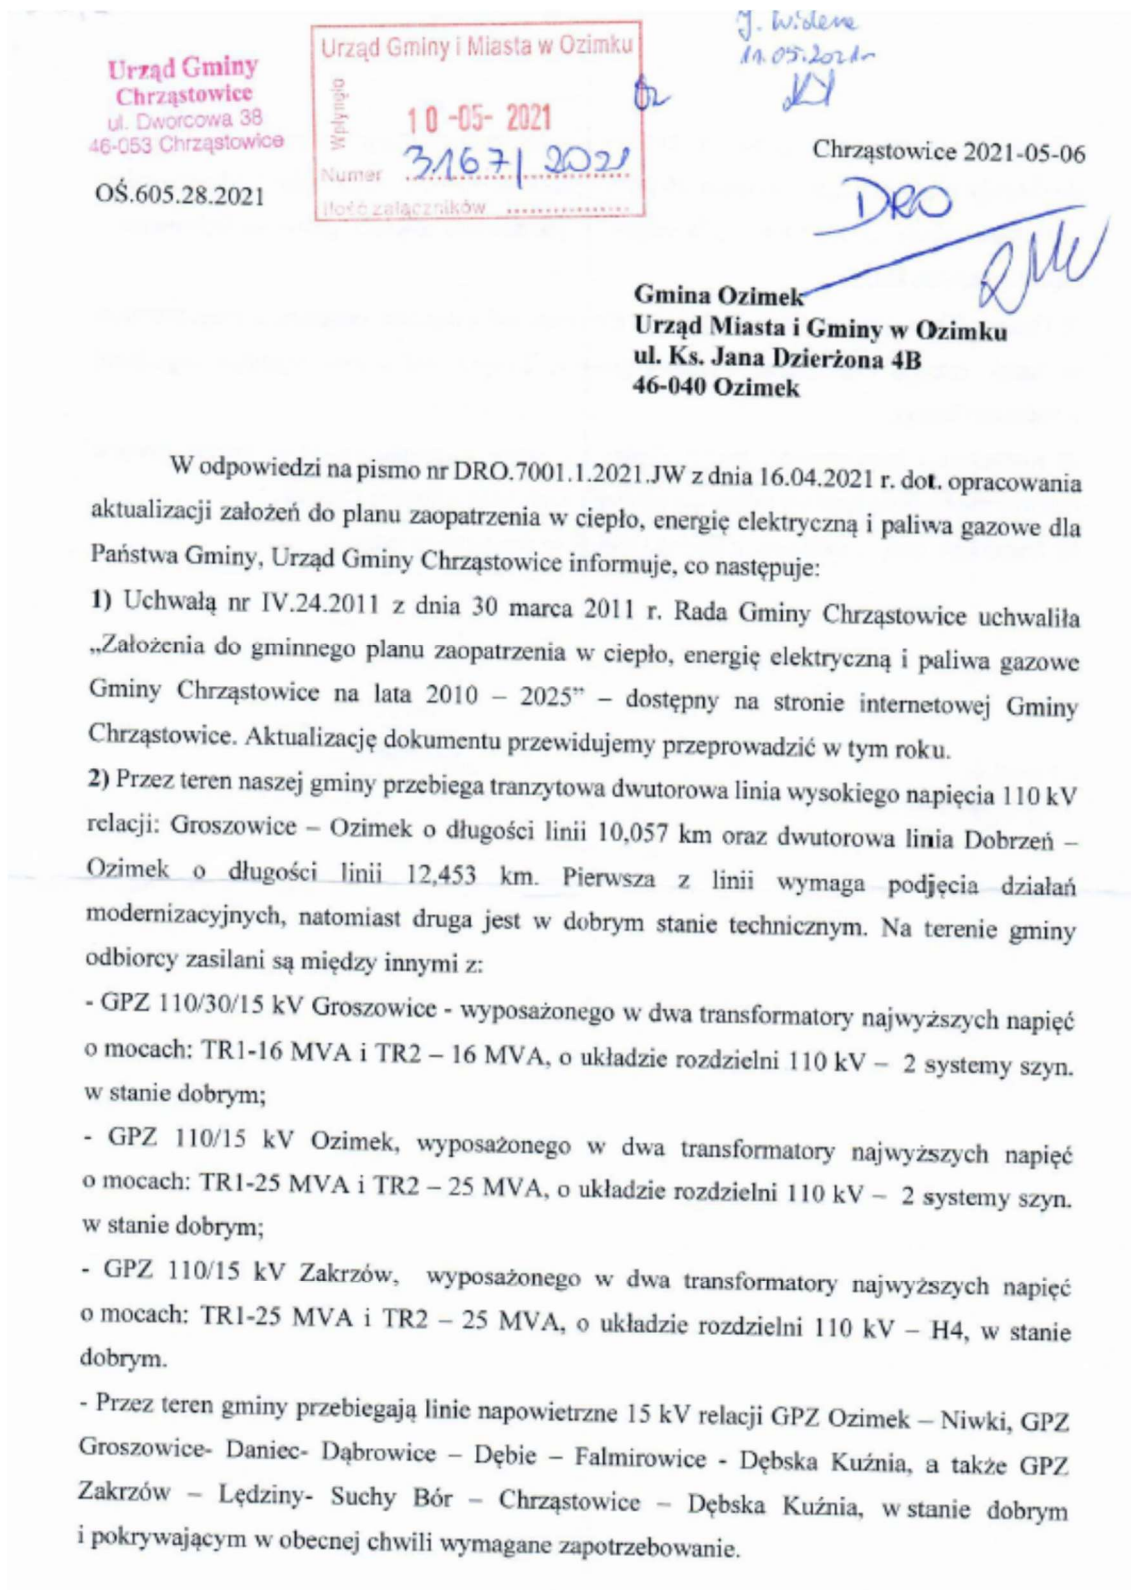 Urząd Gminy
Chrząstowice
ul. Dworcowa 38
46-053 Chrząstowice
OŚ.605.28.2021
Urząd Gminy i Miasta w Ozimku
Wpłynęło
10 -05- 2021
Numer 3167/2021
Ilość załączników
11.05.2021r
Chrząstowice 2021-05-06
DRO
Gmina Ozimek
Urząd Miasta i Gminy w Ozimku
ul. Ks. Jana Dzierżona 4B
46-040 Ozimek
W odpowiedzi na pismo nr DRO.7001.1.2021.JW z dnia 16.04.2021 r. dot. opracowania
aktualizacji założeń do planu zaopatrzenia w ciepło, energię elektryczną i paliwa gazowe dla
Państwa Gminy, Urząd Gminy Chrząstowice informuje, co następuje:
1) Uchwałą nr IV.24.2011 z dnia 30 marca 2011 r. Rada Gminy Chrząstowice uchwaliła
„Założenia do gminnego planu zaopatrzenia w ciepło, energię elektryczną i paliwa gazowe
Gminy Chrząstowice na lata 2010 – 2025” – dostępny na stronie internetowej Gminy
Chrząstowice. Aktualizację dokumentu przewidujemy przeprowadzić w tym roku.
2) Przez teren naszej gminy przebiega tranzytowa dwutorowa linia wysokiego napięcia 110 kV
relacji: Groszowice – Ozimek o długości linii 10,057 km oraz dwutorowa linia Dobrzeń –
Ozimek o długości linii 12,453 km. Pierwsza z linii wymaga podjęcia działań
modernizacyjnych, natomiast druga jest w dobrym stanie technicznym. Na terenie gminy
odbiorcy zasilani są między innymi z:
- GPZ 110/30/15 kV Groszowice - wyposażonego w dwa transformatory najwyższych napięć
o mocach: TR1-16 MVA i TR2 – 16 MVA, o układzie rozdzielni 110 kV – 2 systemy szyn.
w stanie dobrym;
- GPZ 110/15 kV Ozimek, wyposażonego w dwa transformatory najwyższych napięć
o mocach: TR1-25 MVA i TR2 – 25 MVA, o układzie rozdzielni 110 kV – 2 systemy szyn.
w stanie dobrym;
- GPZ 110/15 kV Zakrzów, wyposażonego w dwa transformatory najwyższych napięć
o mocach: TR1-25 MVA i TR2 – 25 MVA, o układzie rozdzielni 110 kV – H4, w stanie
dobrym.
- Przez teren gminy przebiegają linie napowietrzne 15 kV relacji GPZ Ozimek – Niwki, GPZ
Groszowice- Daniec- Dąbrowice – Dębie – Falmirowice - Dębska Kuźnia, a także GPZ
Zakrzów – Lędziny- Suchy Bór – Chrząstowice – Dębska Kuźnia, w stanie dobrym
i pokrywającym w obecnej chwili wymagane zapotrzebowanie.